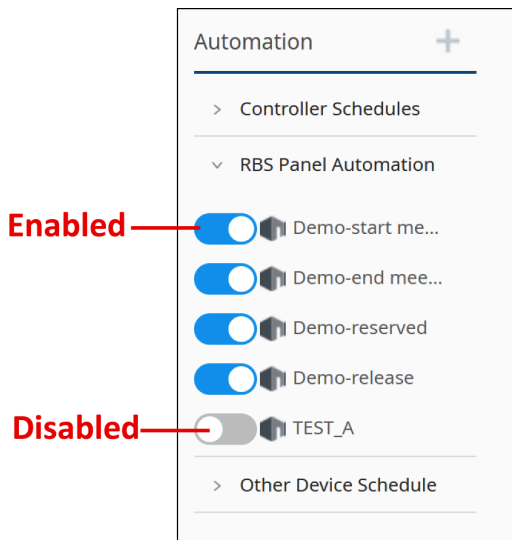 Automation
Controller Schedules
RBS Panel Automation
Enabled
Demo-start me...
Demo-end mee...
Demo-reserved
Demo-release
Disabled
TEST_A
Other Device Schedule